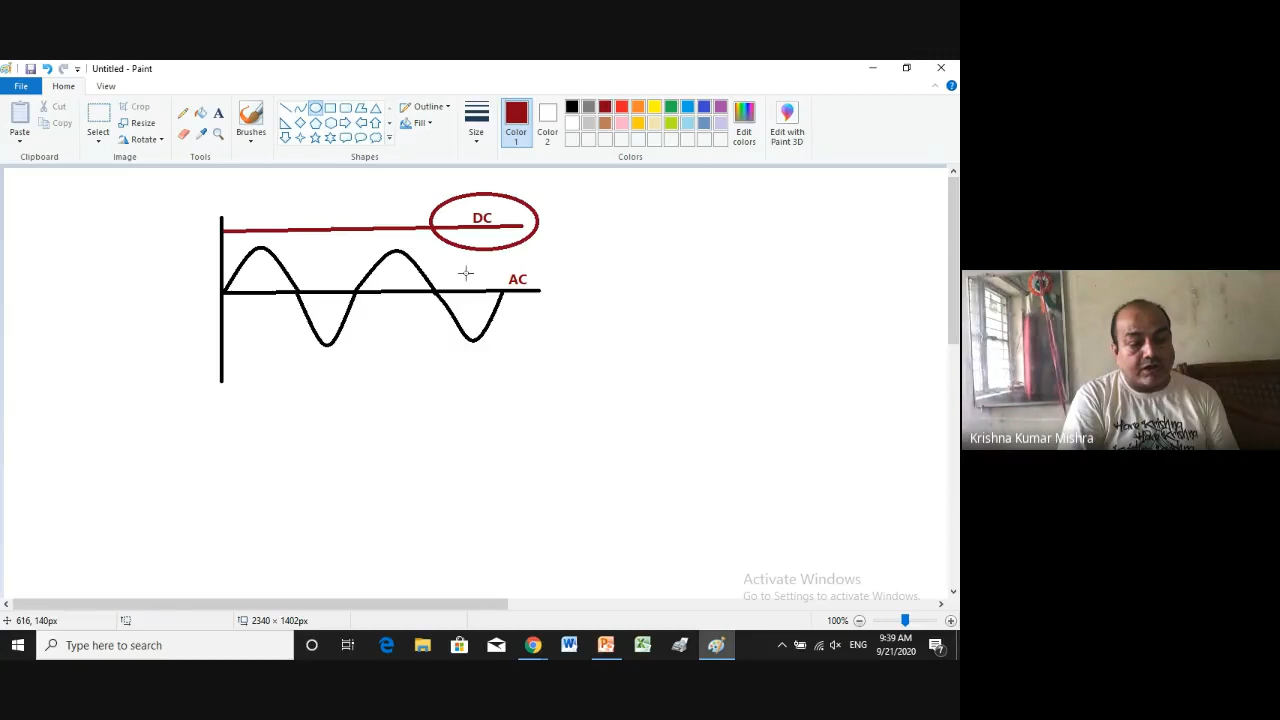 Untitled - Paint
File
Home
View
Paste
Cut
Copy
Clipboard
Select
Crop
Resize
Rotate
Image
Tools
Brushes
Shapes
Outline
Fill
Size
Color 1
Color 2
Edit colors
Edit with Paint 3D
Colors
DC
AC
Krishna Kumar Mishra
Activate Windows
Go to Settings to activate Windows.
616, 140px
2340 × 1402px
100%
Type here to search
ENG
9:39 AM
9/21/2020
7